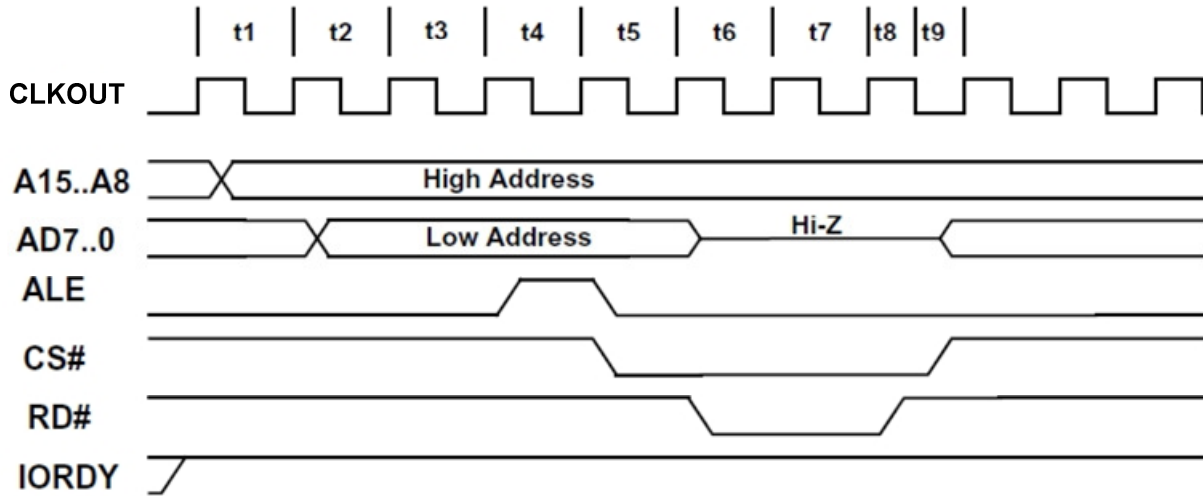 t1 t2 t3 t4 t5 t6 t7 t8 t9
CLKOUT
A15..A8 High Address
AD7..0 Low Address Hi-Z
ALE
CS#
RD#
IORDY